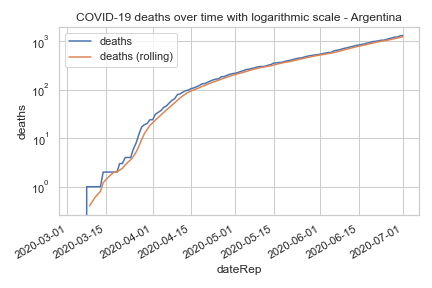 COVID-19 deaths over time with logarithmic scale - Argentina
deaths
deaths (rolling)
10³
10²
10¹
10⁰
deaths
2020-03-01
2020-03-15
2020-04-01
2020-04-15
2020-05-01
2020-05-15
2020-06-01
2020-06-15
2020-07-01
dateRep